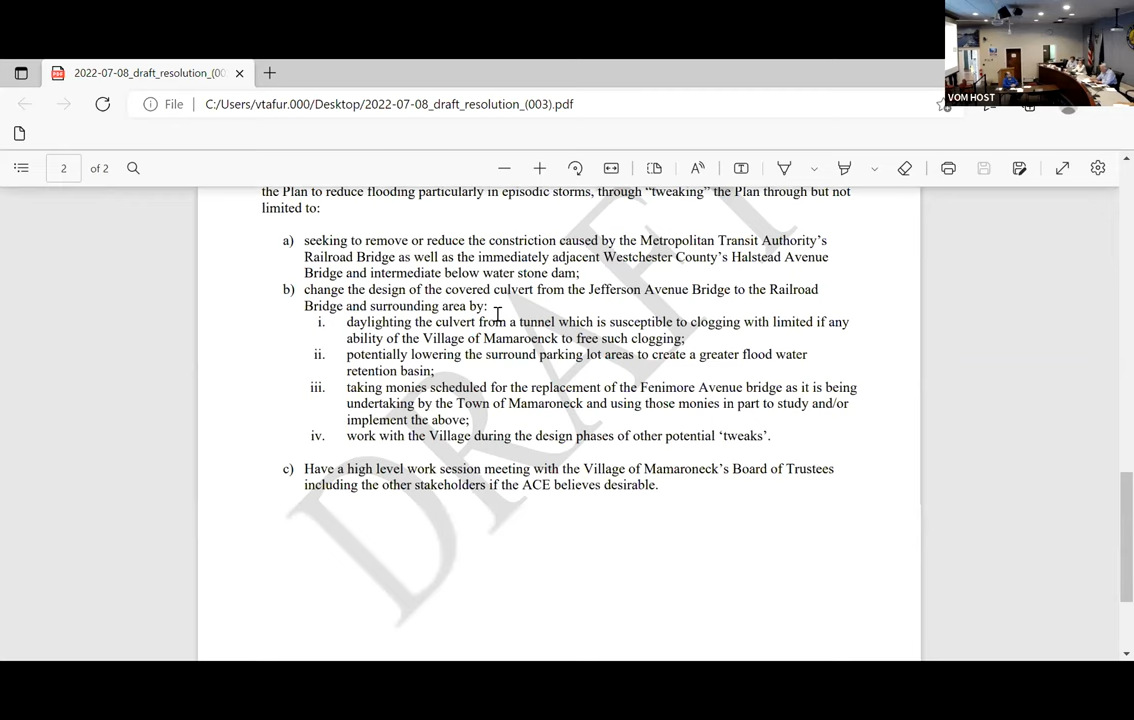 2022-07-08_draft_resolution_(00
VOM HOST
File
C:/Users/vtafur.000/Desktop/2022-07-08_draft_resolution_(003).pdf
2 of 2
the Plan to reduce flooding particularly in episodic storms, through “tweaking” the Plan through but not
limited to:
a) seeking to remove or reduce the constriction caused by the Metropolitan Transit Authority’s
Railroad Bridge as well as the immediately adjacent Westchester County’s Halstead Avenue
Bridge and intermediate below water stone dam;
b) change the design of the covered culvert from the Jefferson Avenue Bridge to the Railroad
Bridge and surrounding area by:
i. daylighting the culvert from a tunnel which is susceptible to clogging with limited if any
ability of the Village of Mamaroenck to free such clogging;
ii. potentially lowering the surround parking lot areas to create a greater flood water
retention basin;
iii. taking monies scheduled for the replacement of the Fenimore Avenue bridge as it is being
undertaking by the Town of Mamaroneck and using those monies in part to study and/or
implement the above;
iv. work with the Village during the design phases of other potential ‘tweaks’.
c) Have a high level work session meeting with the Village of Mamaroneck’s Board of Trustees
including the other stakeholders if the ACE believes desirable.
DRAFT